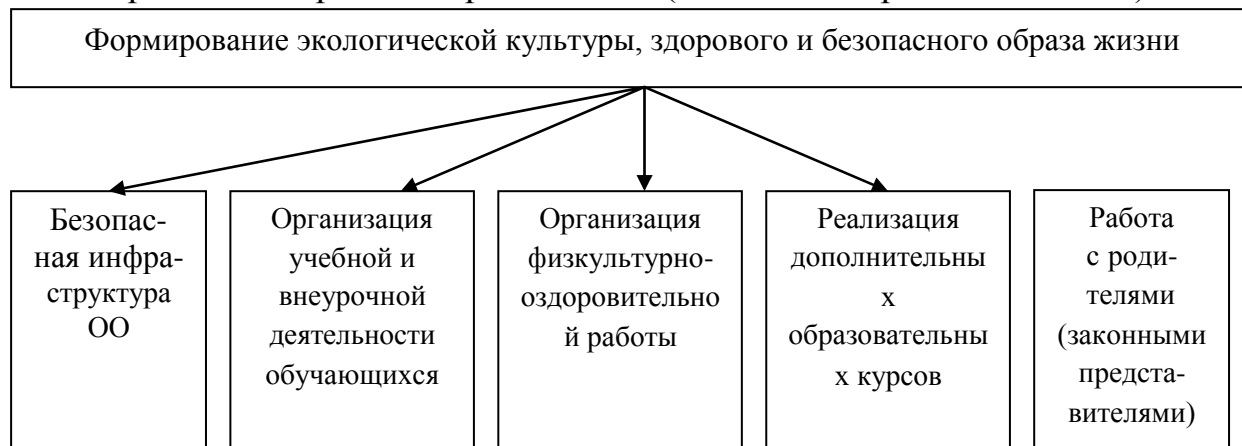 Формирование экологической культуры, здорового и безопасного образа жизни
Безопас-
ная инфра-
структура
ОО
Организация
учебной и
внеурочной
деятельности
обучающихся
Организация
физкультурно-
оздоровительно
й работы
Реализация
дополнительны
х
образовательны
х курсов
Работа
с роди-
телями
(законными
предста-
вителями)